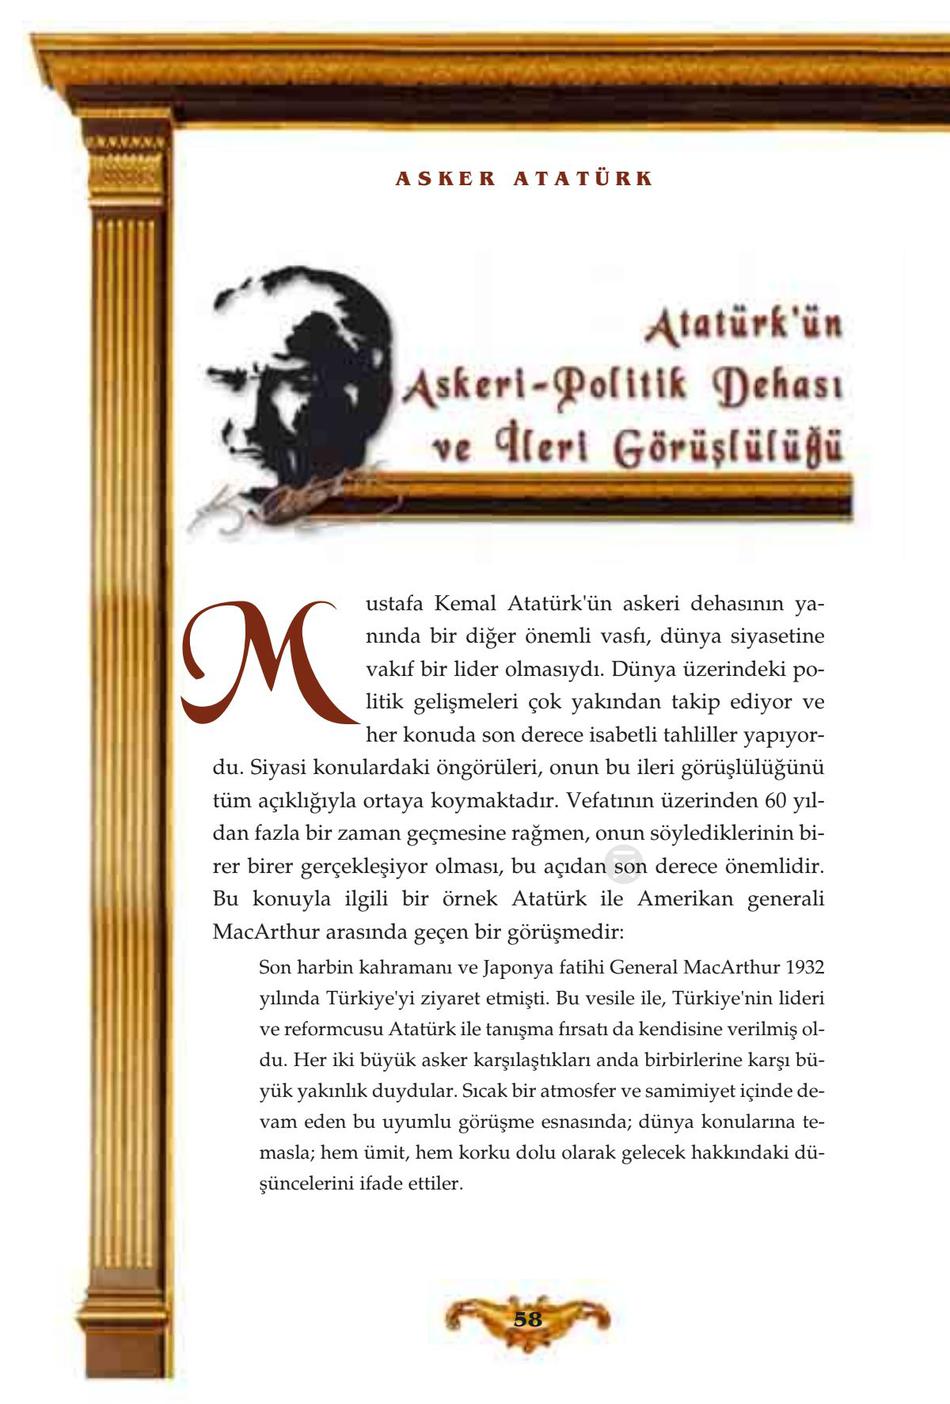 ASKER ATATÜRK
Atatürk'ün
Askeri-Politik Dehası
ve İleri Görüşlülüğü
Mustafa Kemal Atatürk'ün askeri dehasının ya-
nında bir diğer önemli vasfı, dünya siyasetine
vakıf bir lider olmasıydı. Dünya üzerindeki po-
litik gelişmeleri çok yakından takip ediyor ve
her konuda son derece isabetli tahliller yapıyor-
du. Siyasi konulardaki öngörüleri, onun bu ileri görüşlülüğünü
tüm açıklığıyla ortaya koymaktadır. Vefatının üzerinden 60 yıl-
dan fazla bir zaman geçmesine rağmen, onun söylediklerinin bi-
rer birer gerçekleşiyor olması, bu açıdan son derece önemlidir.
Bu konuyla ilgili bir örnek Atatürk ile Amerikan generali
MacArthur arasında geçen bir görüşmedir:
Son harbin kahramanı ve Japonya fatihi General MacArthur 1932
yılında Türkiye'yi ziyaret etmişti. Bu vesile ile, Türkiye'nin lideri
ve reformcusu Atatürk ile tanışma fırsatı da kendisine verilmiş ol-
du. Her iki büyük asker karşılaştıkları anda birbirlerine karşı bü-
yük yakınlık duydular. Sıcak bir atmosfer ve samimiyet içinde de-
vam eden bu uyumlu görüşme esnasında; dünya konularına te-
masla; hem ümit, hem korku dolu olarak gelecek hakkındaki dü-
şüncelerini ifade ettiler.
58